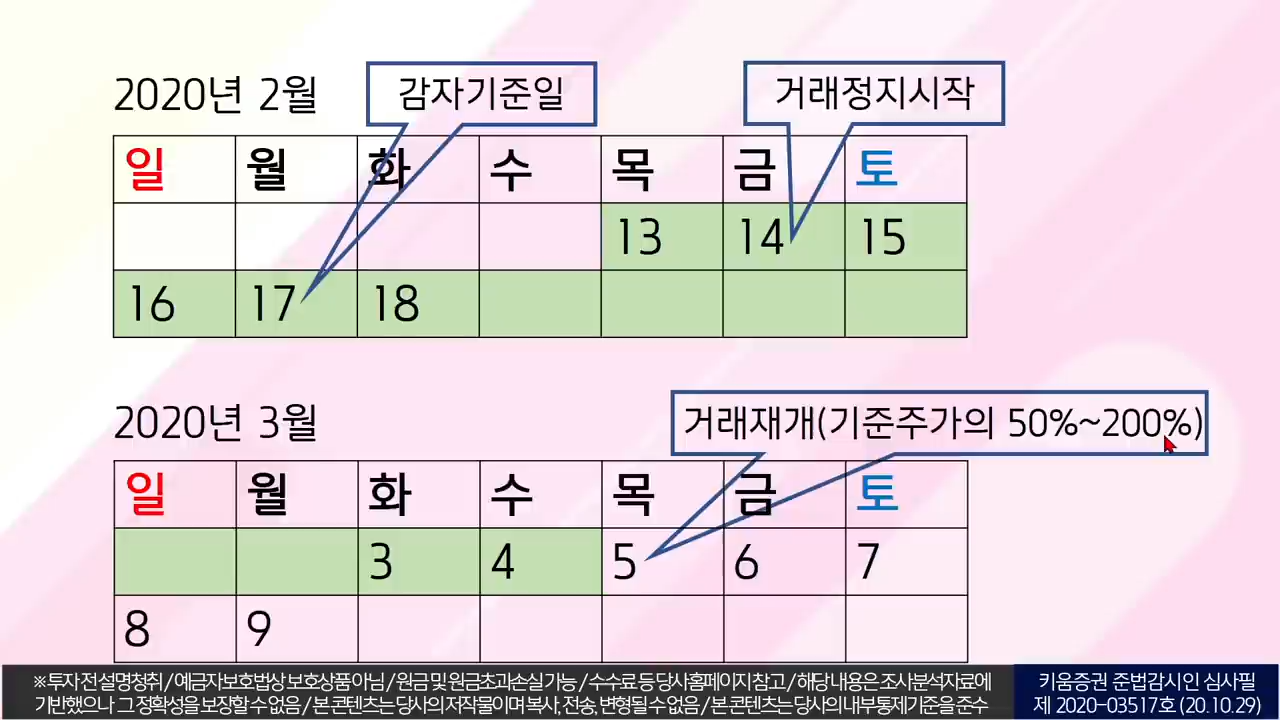 2020년 2월
감자기준일
거래정지시작
일 월 화 수 목 금 토
13 14 15
16 17 18
2020년 3월
거래재개(기준주가의 50%~200%)
일 월 화 수 목 금 토
3 4 5 6 7
8 9
※투자 전 설명청취 / 예금자보호법상 보호상품 아님 / 원금 및 원금초과손실 가능 / 수수료 등 당사홈페이지 참고 / 해당 내용은 조사분석자료에
기반했으나 그 정확성을 보장할 수 없음 / 본 콘텐츠는 당사의 저작물이며 복사, 전송, 변형될 수 없음 / 본 콘텐츠는 당사의 내부통제기준을 준수
키움증권 준법감시인 심사필
제 2020-03517호 (20.10.29)